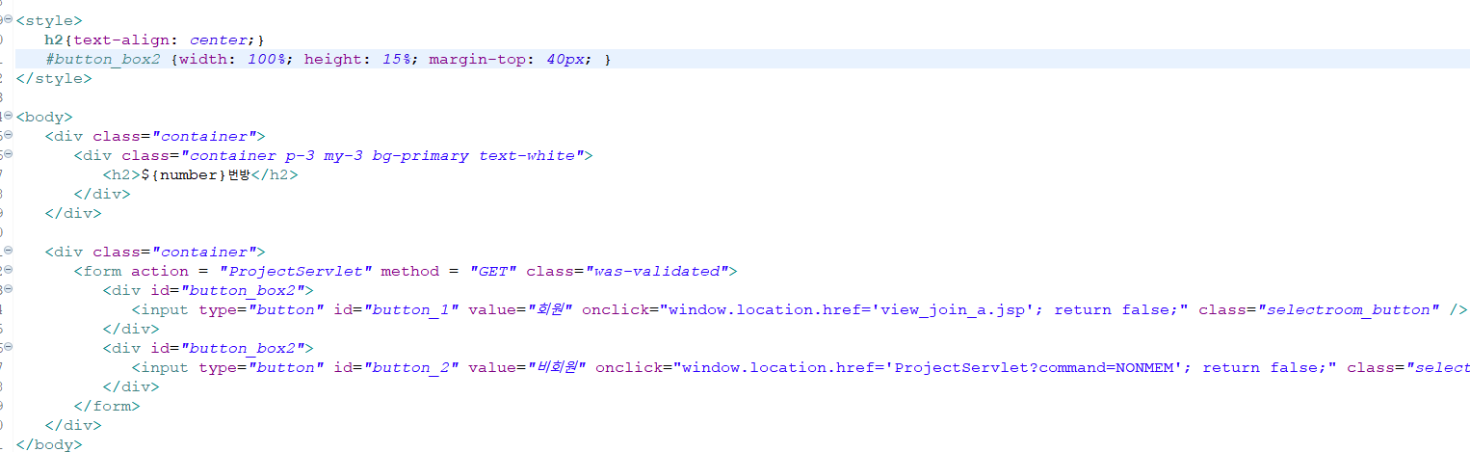 <style>
h2{text-align: center;}
#button_box2 {width: 100%; height: 15%; margin-top: 40px; }
</style>
<body>
<div class="container">
<div class="container p-3 my-3 bg-primary text-white">
<h2>${number}번방</h2>
</div>
</div>
<div class="container">
<form action = "ProjectServlet" method = "GET" class="was-validated">
<div id="button_box2">
<input type="button" id="button_1" value="회원" onclick="window.location.href='view_join_a.jsp'; return false;" class="selectroom_button" />
</div>
<div id="button_box2">
<input type="button" id="button_2" value="비회원" onclick="window.location.href='ProjectServlet?command=NONMEM'; return false;" class="select
</div>
</form>
</div>
</body>